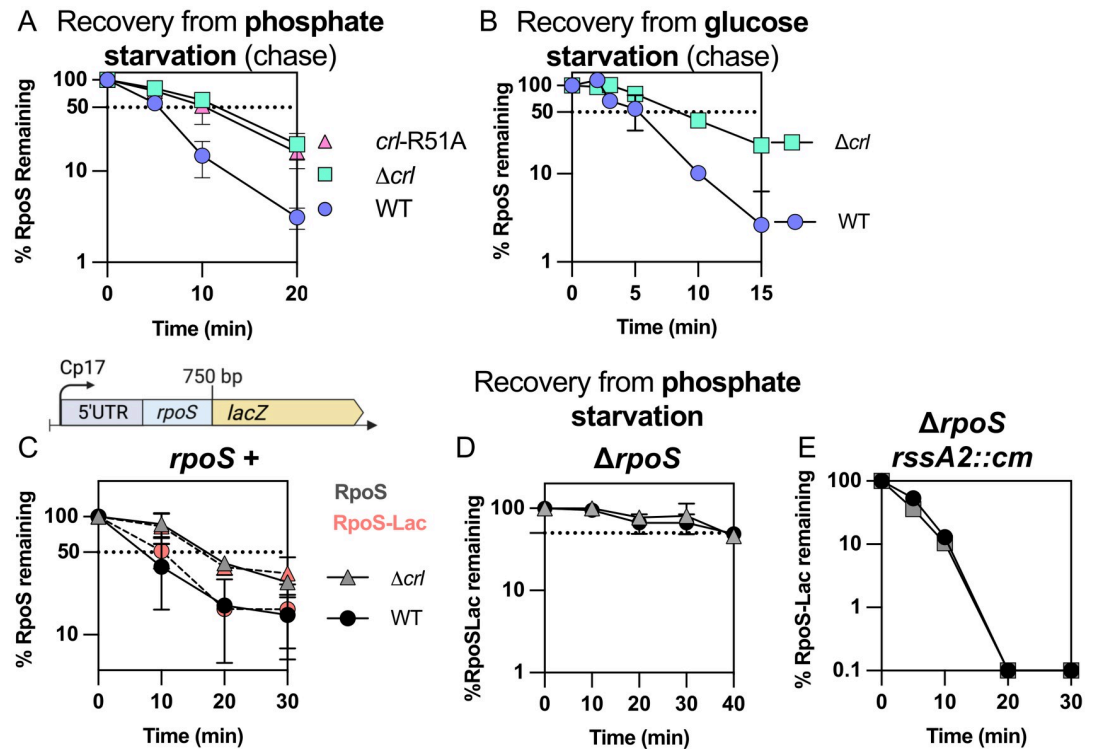 A
Recovery from phosphate
starvation (chase)
% RpoS Remaining
100
50
10
1
0
10
20
Time (min)
crl-R51A
Δcrl
WT
B
Recovery from glucose
starvation (chase)
% RpoS remaining
100
50
10
1
0
5
10
15
Time (min)
Δcrl
WT
Cp17
750 bp
5'UTR
rpoS
lacZ
C
rpoS +
% RpoS remaining
100
50
10
0
10
20
30
Time (min)
RpoS
RpoS-Lac
Δcrl
WT
Recovery from phosphate
starvation
D
ΔrpoS
%RpoSLac remaining
100
10
1
0
10
20
30
40
Time (min)
E
ΔrpoS
rssA2::cm
% RpoS-Lac remaining
100
10
1
0.1
0
10
20
30
Time (min)